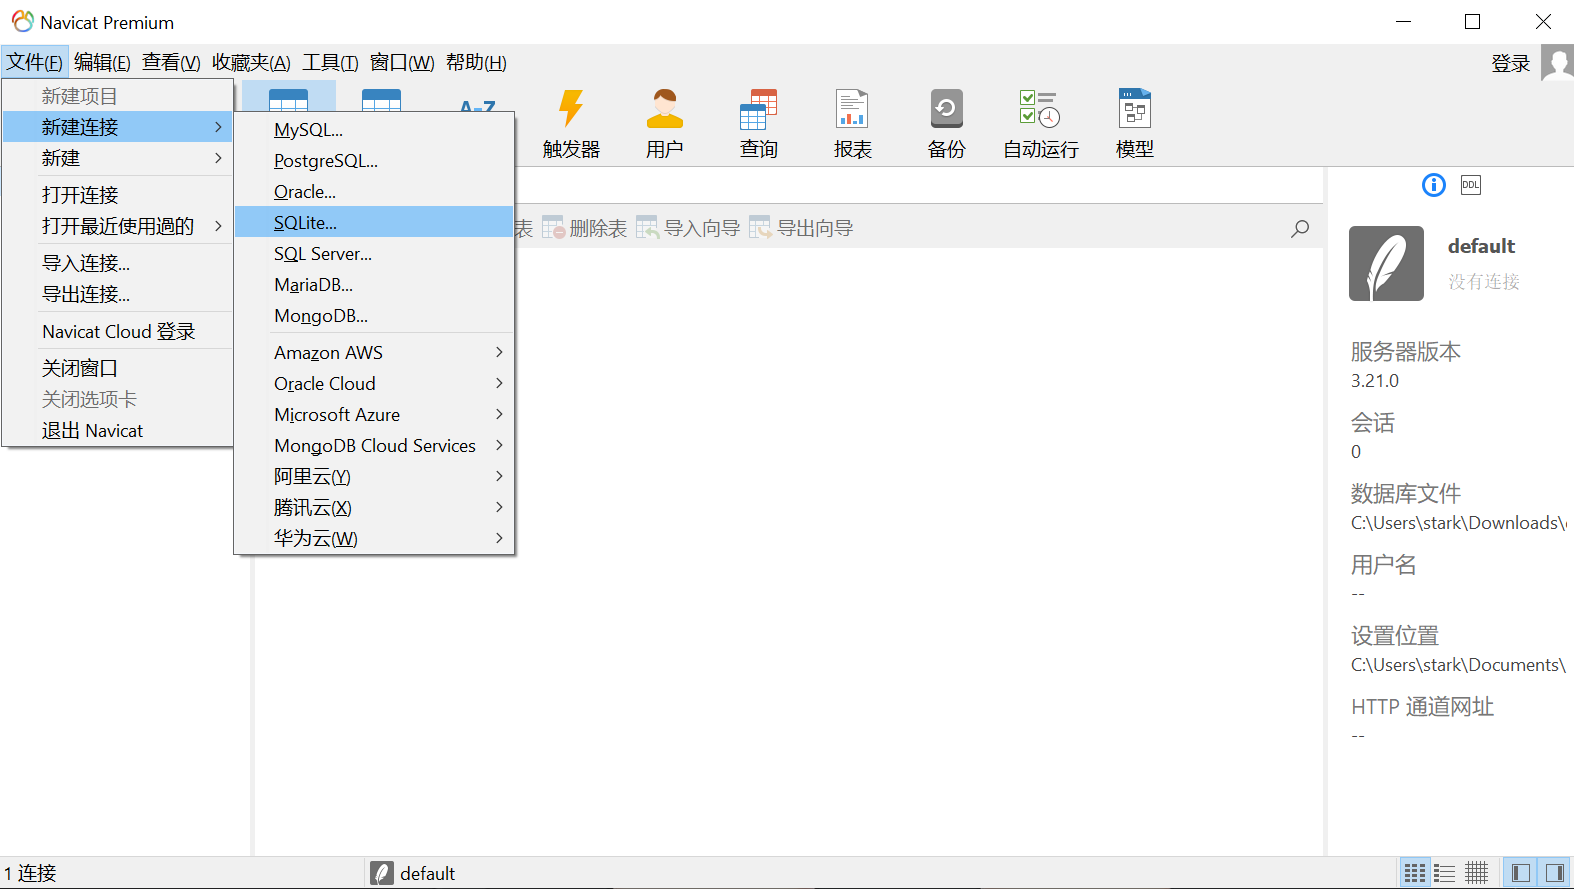 Navicat Premium
文件(F) 编辑(E) 查看(V) 收藏夹(A) 工具(T) 窗口(W) 帮助(H)
登录
新建项目
新建连接
新建
打开连接
打开最近使用過的
导入连接...
导出连接...
Navicat Cloud 登录
关闭窗口
关闭选项卡
退出 Navicat
MySQL...
PostgreSQL...
Oracle...
SQLite...
SQL Server...
MariaDB...
MongoDB...
Amazon AWS
Oracle Cloud
Microsoft Azure
MongoDB Cloud Services
阿里云(Y)
腾讯云(X)
华为云(W)
A-Z
触发器
用户
查询
报表
备份
自动运行
模型
表 删除表 导入向导 导出向导
DDL
default
没有连接
服务器版本
3.21.0
会话
0
数据库文件
C:\Users\stark\Downloads\
用户名
--
设置位置
C:\Users\stark\Documents\
HTTP 通道网址
--
1 连接
default